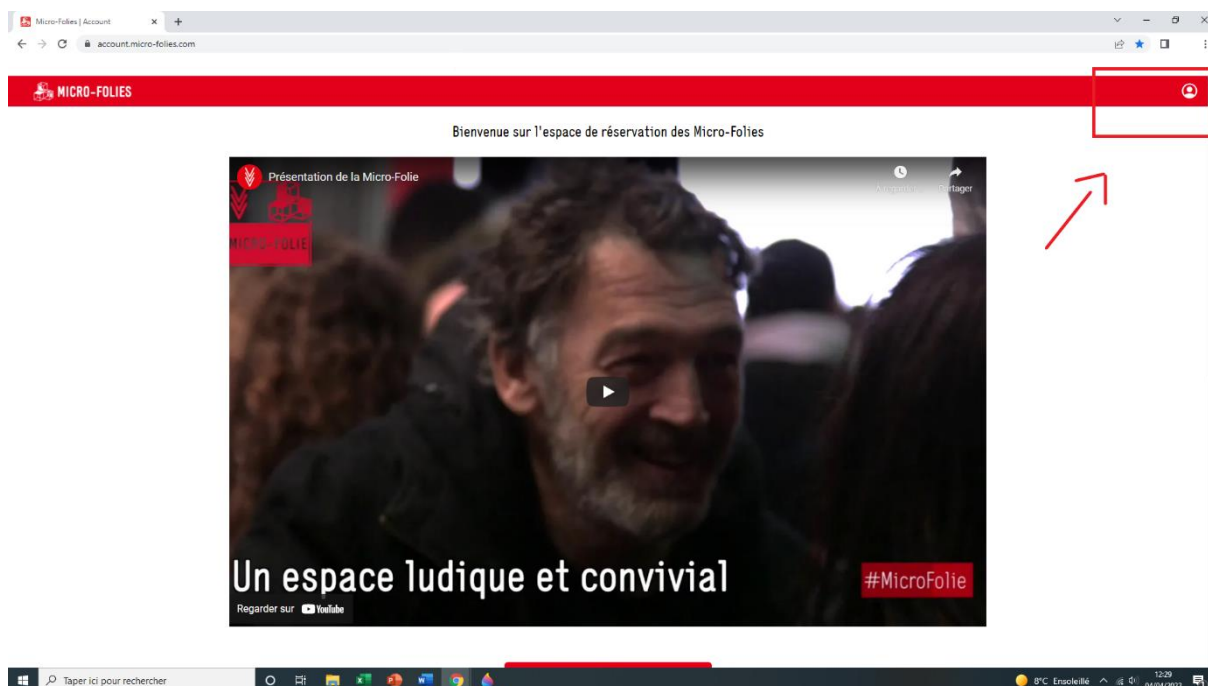 Micro-Folies | Account
account.micro-folies.com
MICRO-FOLIES
Bienvenue sur l'espace de réservation des Micro-Folies
Présentation de la Micro-Folie
Partager
MICRO-FOLIE
Un espace ludique et convivial
#MicroFolie
Regarder sur YouTube
Taper ici pour rechercher
8°C Ensoleillé
12:29